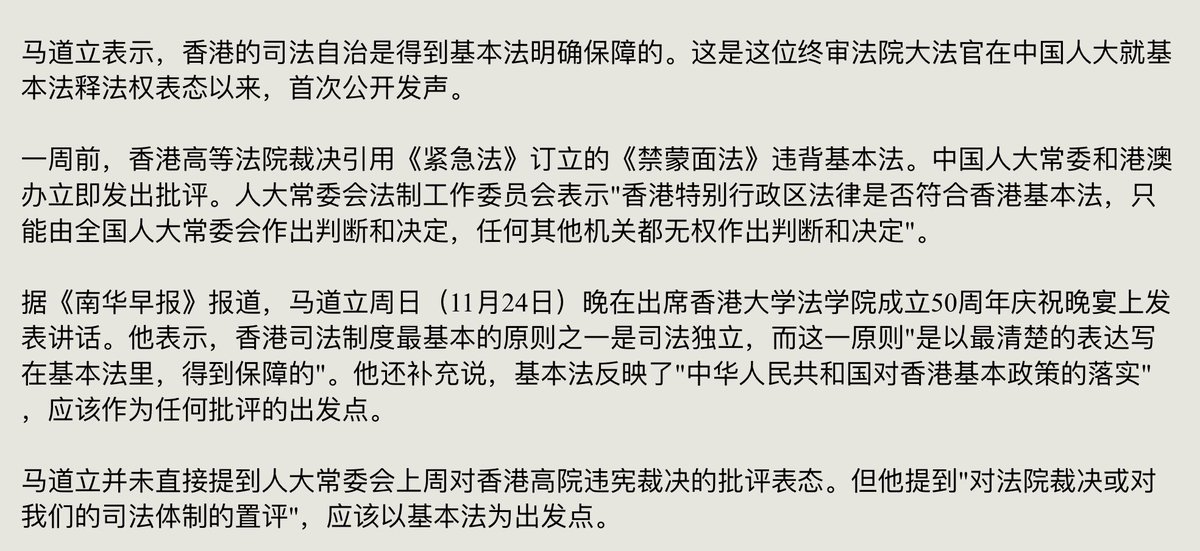 马道立表示，香港的司法自治是得到基本法明确保障的。这是这位终审法院大法官在中国人大就基
本法释法权表态以来，首次公开发声。
一周前，香港高等法院裁决引用《紧急法》订立的《禁蒙面法》违背基本法。中国人大常委和港澳
办立即发出批评。人大常委会法制工作委员会表示"香港特别行政区法律是否符合香港基本法，只
能由全国人大常委会作出判断和决定，任何其他机关都无权作出判断和决定"。
据《南华早报》报道，马道立周日（11月24日）晚在出席香港大学法学院成立50周年庆祝晚宴上发
表讲话。他表示，香港司法制度最基本的原则之一是司法独立，而这一原则"是以最清楚的表达写
在基本法里，得到保障的"。他还补充说，基本法反映了"中华人民共和国对香港基本政策的落实"
，应该作为任何批评的出发点。
马道立并未直接提到人大常委会上周对香港高院违宪裁决的批评表态。但他提到"对法院裁决或对
我们的司法体制的置评"，应该以基本法为出发点。